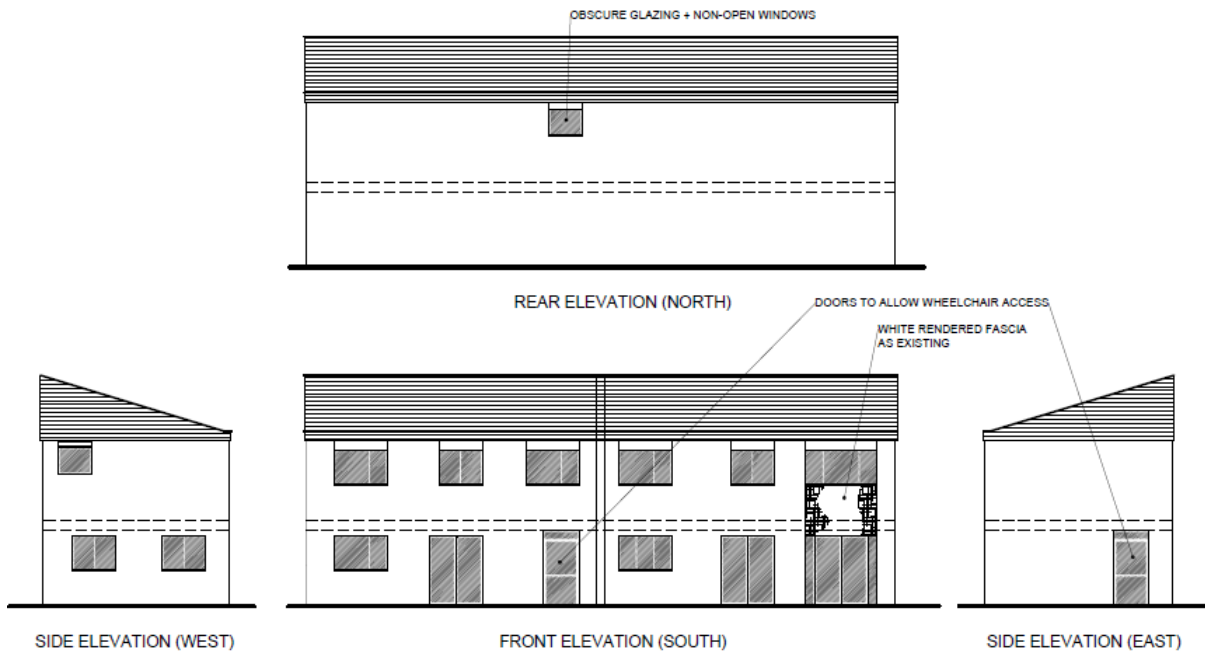 OBSCURE GLAZING + NON-OPEN WINDOWS
REAR ELEVATION (NORTH)
DOORS TO ALLOW WHEELCHAIR ACCESS
WHITE RENDERED FASCIA
AS EXISTING
SIDE ELEVATION (WEST)
FRONT ELEVATION (SOUTH)
SIDE ELEVATION (EAST)